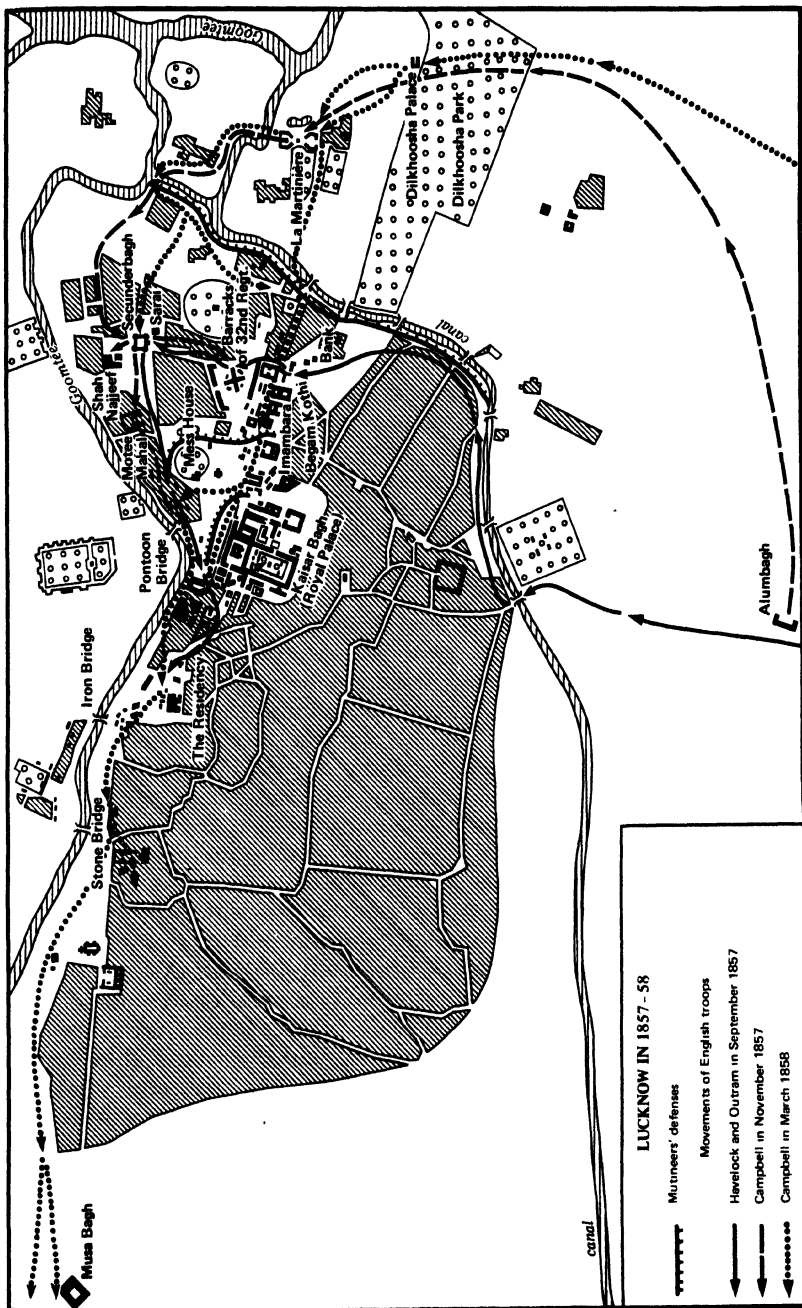 LUCKNOW IN 1857 - 58
Mutineers' defenses
Movements of English troops
Havelock and Outram in September 1857
Campbell in November 1857
Campbell in March 1858
Musa Bagh
Stone Bridge
Iron Bridge
Pontoon
Bridge
The Residency
Kaisar Bagh
(Royal Palace)
Motee
Mahal
Shah
Najjeef
Secunderbagh
Sarai
Mess House
Barracks
of 32nd Regt.
Imambara
Begam Kothi
Bank
La Martinière
Dilkhoosha Palace
Dilkhoosha Park
Goomtee
Goomtee
canal
canal
Alumbagh